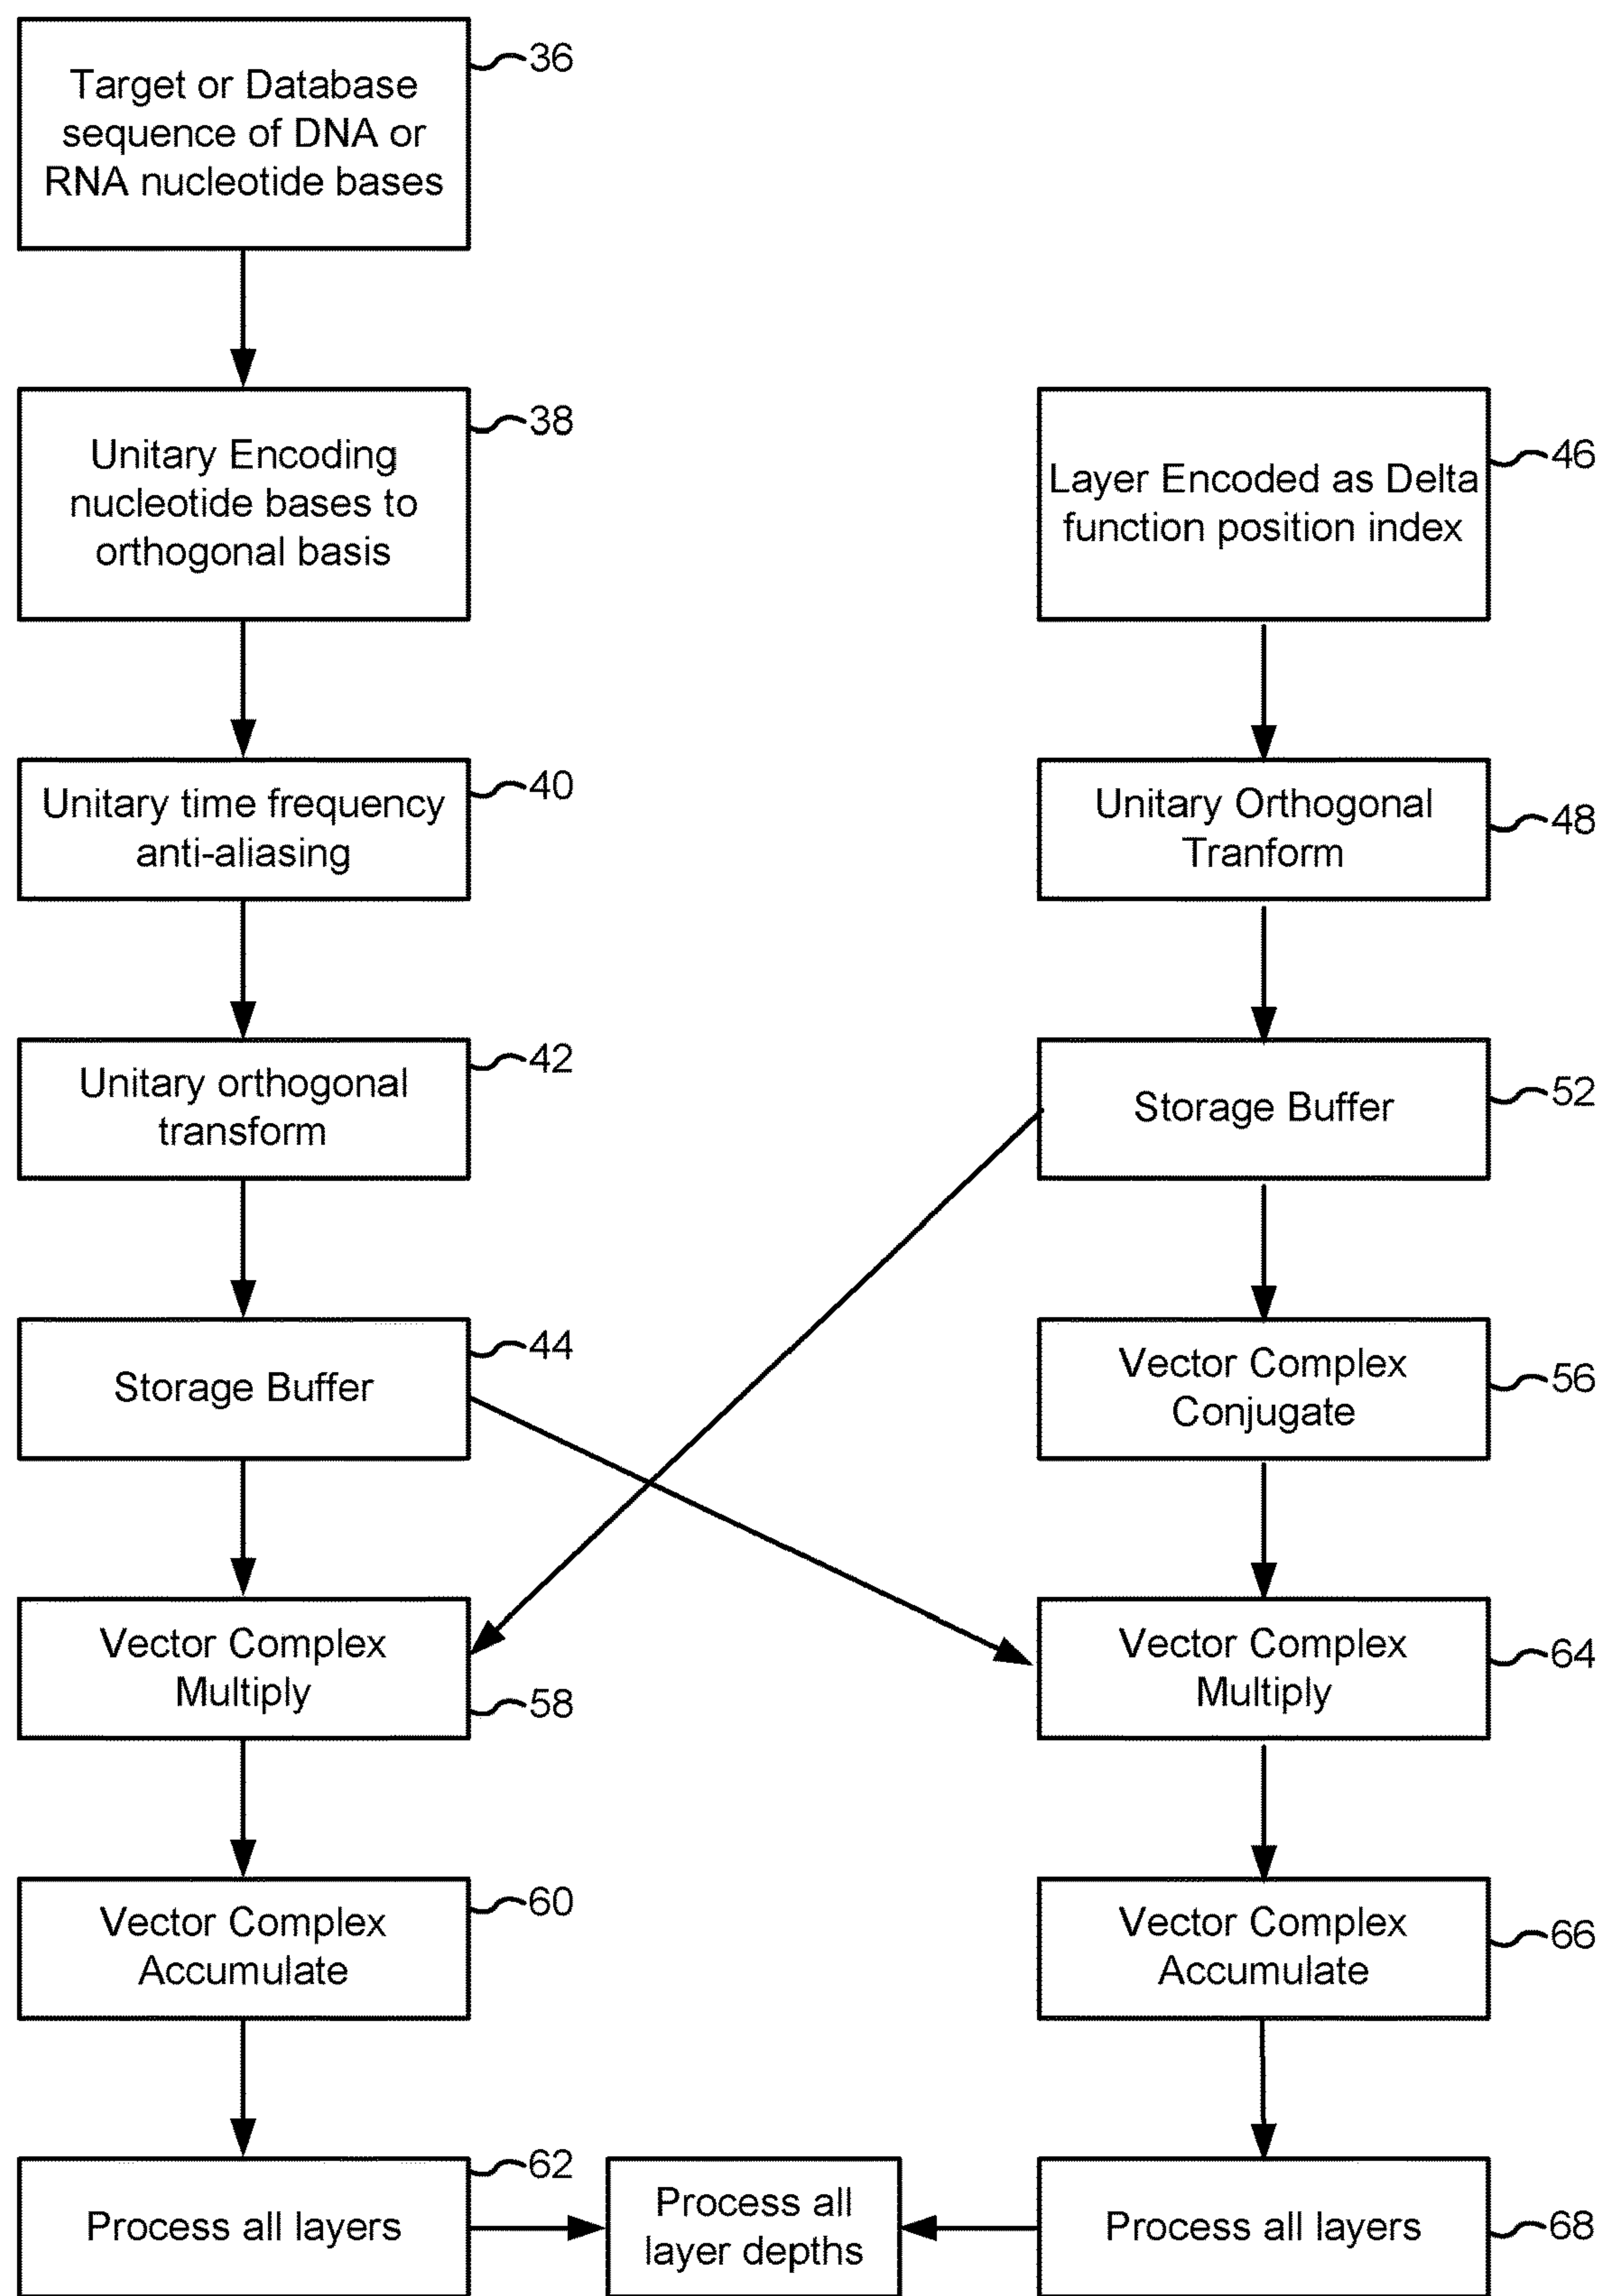 Target or Database
sequence of DNA or
RNA nucleotide bases
36
Unitary Encoding
nucleotide bases to
orthogonal basis
38
Layer Encoded as Delta
function position index
46
Unitary time frequency
anti-aliasing
40
Unitary Orthogonal
Tranform
48
Unitary orthogonal
transform
42
Storage Buffer
52
Storage Buffer
44
Vector Complex
Conjugate
56
Vector Complex
Multiply
58
Vector Complex
Multiply
64
Vector Complex
Accumulate
60
Vector Complex
Accumulate
66
Process all layers
62
Process all
layer depths
Process all layers
68